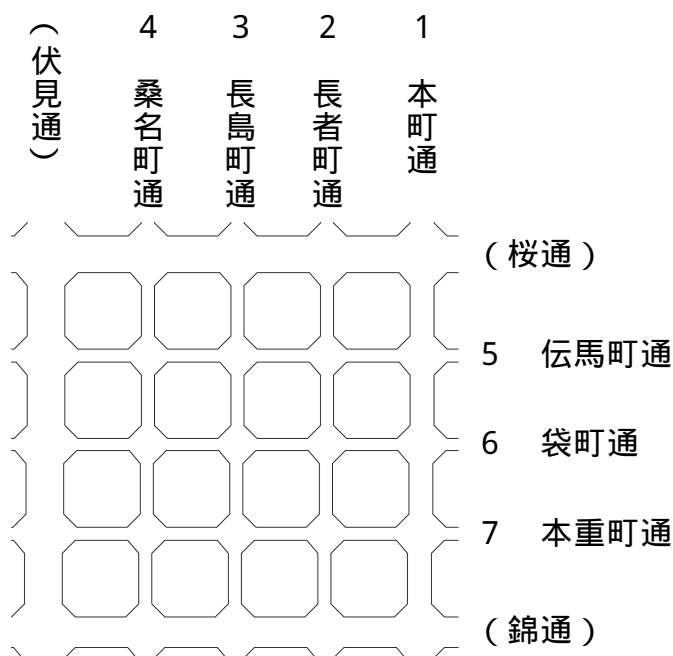 (伏見通)
4 桑名町通
3 長島町通
2 長者町通
1 本町通
(桜通)
5 伝馬町通
6 袋町通
7 本重町通
(錦通)